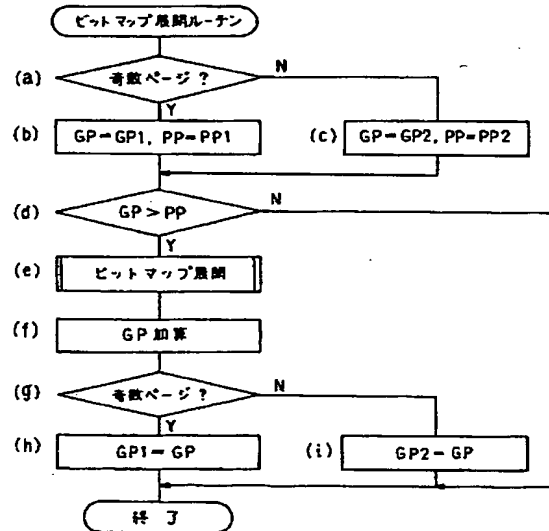 ビットマップ展開ルーテン
(a) 奇数ページ? N
Y
(b) GP=GP1, PP=PP1 (c) GP=GP2, PP=PP2
(d) GP>PP N
Y
(e) ビットマップ展開
(f) GP加算
(g) 奇数ページ? N
Y
(h) GP1=GP (i) GP2=GP
終了